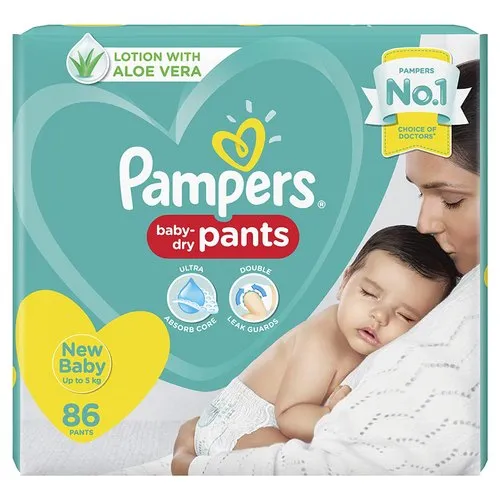 LOTION WITH
ALOE VERA
PAMPERS
No.1
CHOICE OF
DOCTORS*
Pampers®
baby-
dry pants
ULTRA
ABSORB CORE
DOUBLE
LEAK GUARDS
New
Baby
Up to 5 kg
86
PANTS